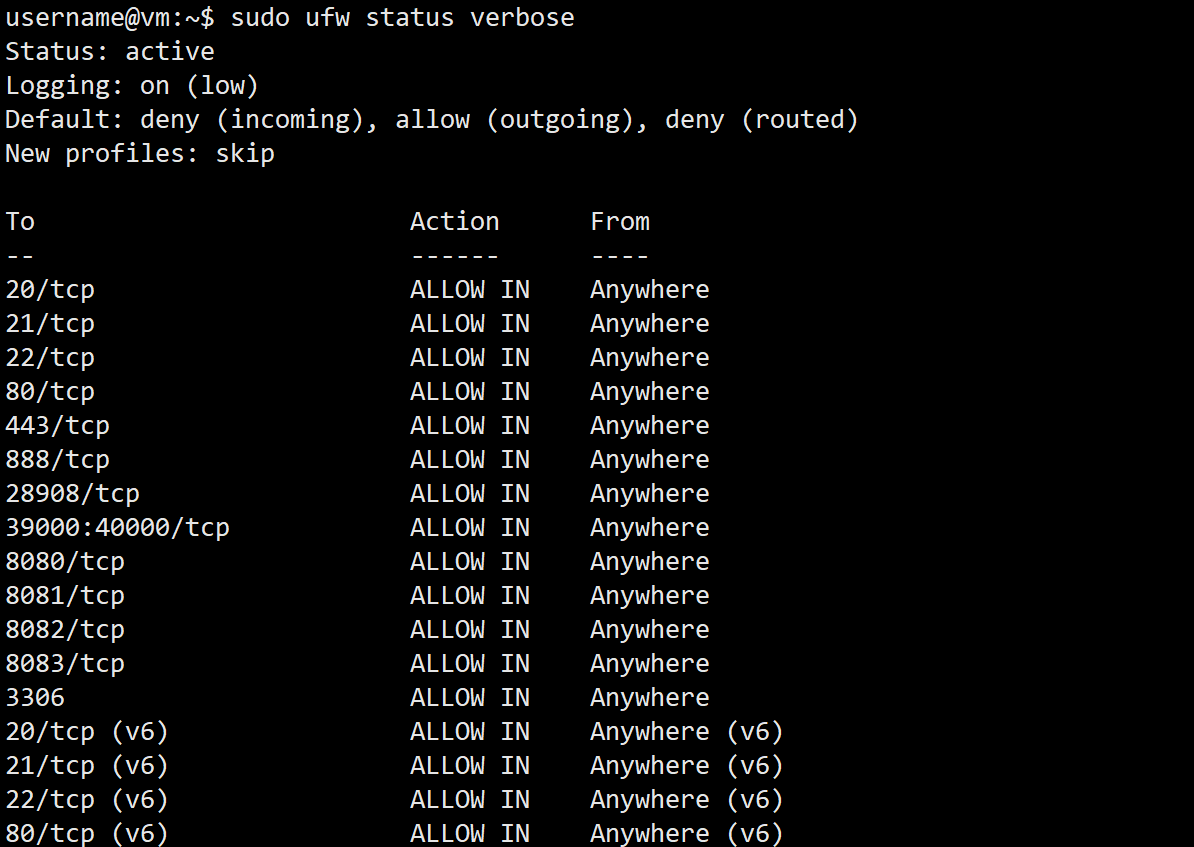 username@vm:~$ sudo ufw status verbose
Status: active
Logging: on (low)
Default: deny (incoming), allow (outgoing), deny (routed)
New profiles: skip
To                         Action      From
--                         ------      ----
20/tcp                     ALLOW IN    Anywhere
21/tcp                     ALLOW IN    Anywhere
22/tcp                     ALLOW IN    Anywhere
80/tcp                     ALLOW IN    Anywhere
443/tcp                    ALLOW IN    Anywhere
888/tcp                    ALLOW IN    Anywhere
28908/tcp                  ALLOW IN    Anywhere
39000:40000/tcp            ALLOW IN    Anywhere
8080/tcp                   ALLOW IN    Anywhere
8081/tcp                   ALLOW IN    Anywhere
8082/tcp                   ALLOW IN    Anywhere
8083/tcp                   ALLOW IN    Anywhere
3306                       ALLOW IN    Anywhere
20/tcp (v6)                ALLOW IN    Anywhere (v6)
21/tcp (v6)                ALLOW IN    Anywhere (v6)
22/tcp (v6)                ALLOW IN    Anywhere (v6)
80/tcp (v6)                ALLOW IN    Anywhere (v6)